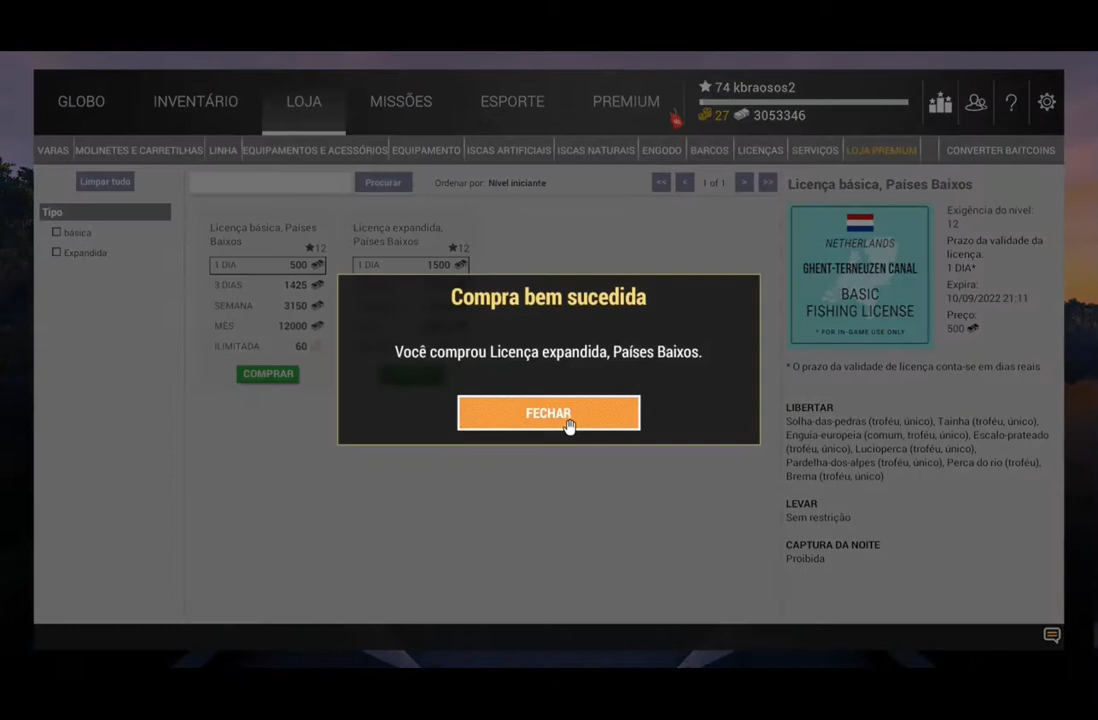 GLOBO INVENTÁRIO LOJA MISSÕES ESPORTE PREMIUM
74 kbraosos2
27 3053346
VARAS MOLINETES E CARRETILHAS LINHA EQUIPAMENTOS E ACESSÓRIOS EQUIPAMENTO ISCAS ARTIFICIAIS ISCAS NATURAIS ENGODO BARCOS LICENÇAS SERVIÇOS LOJA PREMIUM CONVERTER BAITCOINS
Limpar tudo
Procurar
Ordenar por: Nível iniciante
<< < 1 of 1 > >>
Tipo
básica
Expandida
Licença básica, Países
Baixos
12
1 DIA 500
3 DIAS 1425
SEMANA 3150
MÊS 12000
ILIMITADA 60
COMPRAR
Licença expandida,
Países Baixos
12
1 DIA 1500
Compra bem sucedida
Você comprou Licença expandida, Países Baixos.
FECHAR
Licença básica, Países Baixos
NETHERLANDS
GHENT-TERNEUZEN CANAL
BASIC
FISHING LICENSE
* FOR IN-GAME USE ONLY
Exigência do nível:
12
Prazo da validade da
licença:
1 DIA*
Expira:
10/09/2022 21:11
Preço:
500
* O prazo da validade de licença conta-se em dias reais
LIBERTAR
Solha-das-pedras (troféu, único), Tainha (troféu, único),
Enguia-europeia (comum, troféu, único), Escalo-prateado
(troféu, único), Lucioperca (troféu, único),
Pardelha-dos-alpes (troféu, único), Perca do rio (troféu),
Brema (troféu, único)
LEVAR
Sem restrição
CAPTURA DA NOITE
Proibida